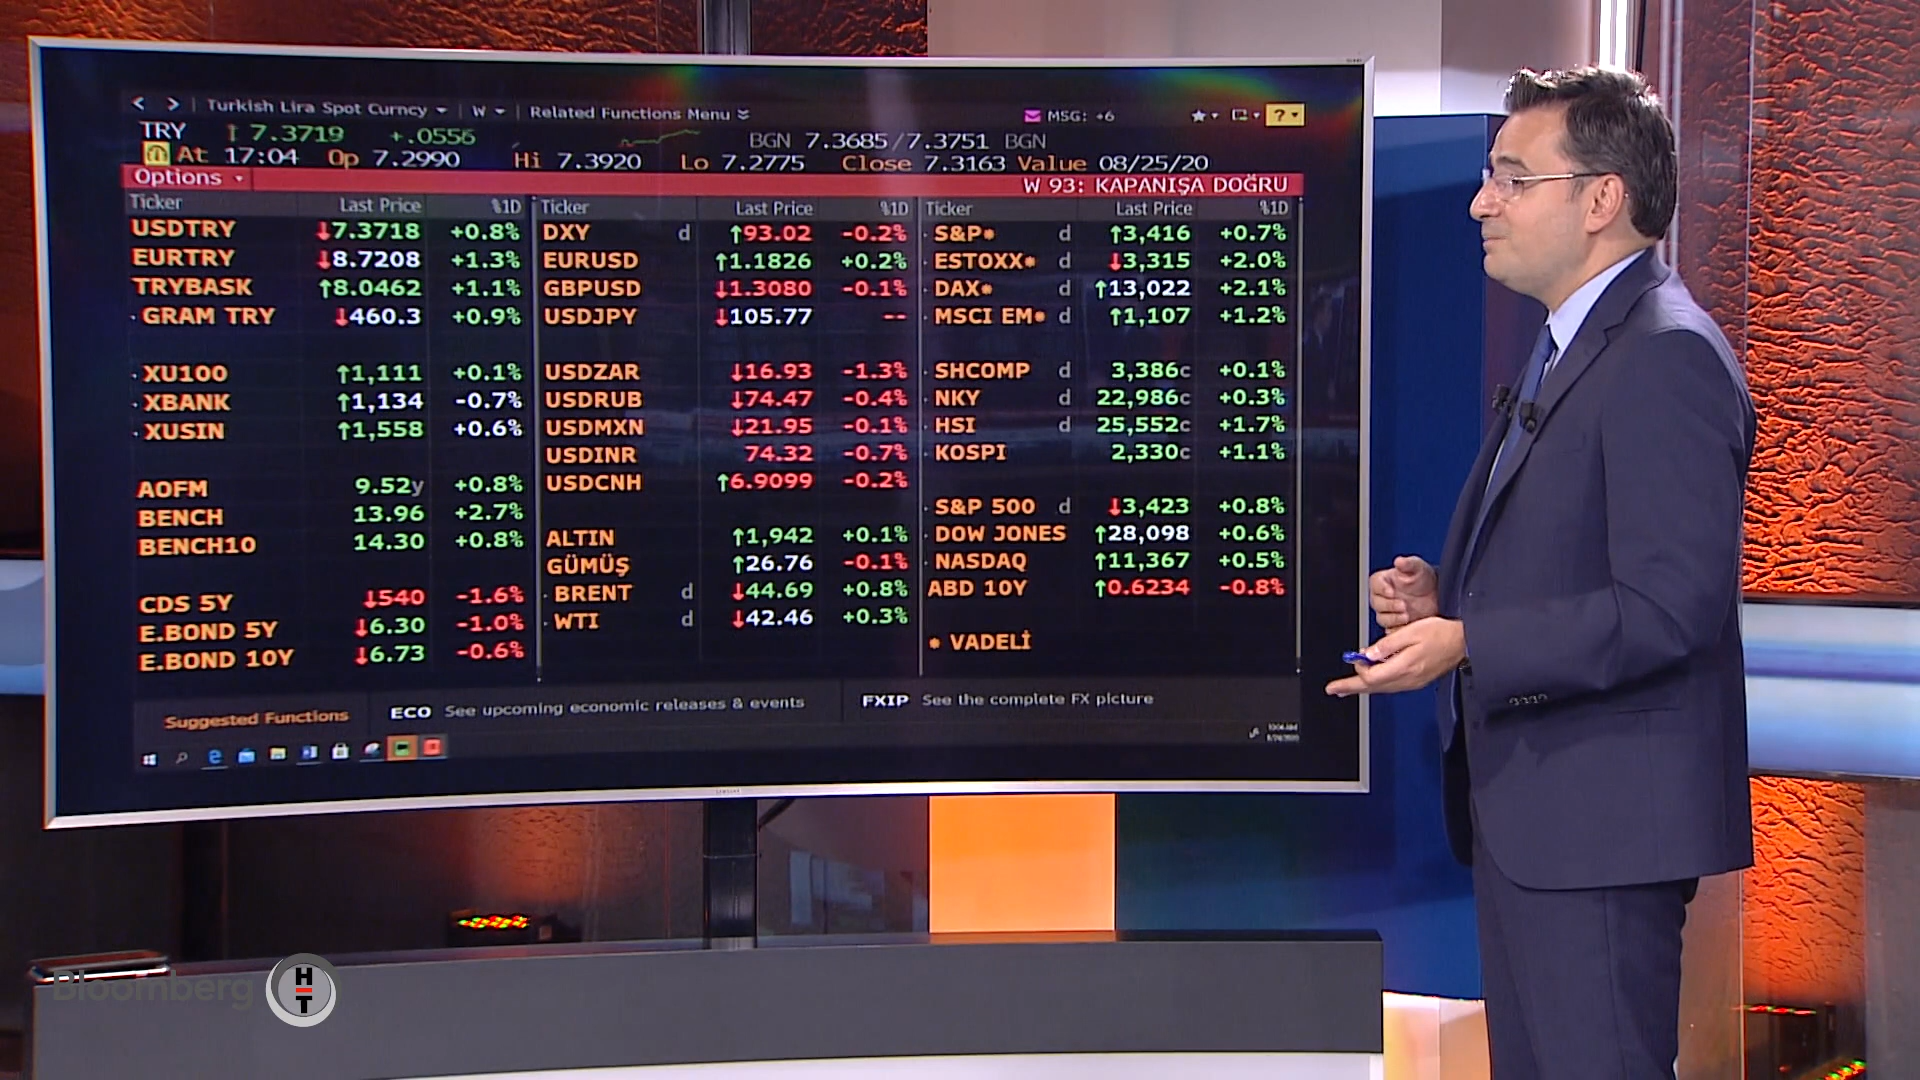 Turkish Lira Spot Curncy W Related Functions Menu MSG: +6 ?
TRY 7.3719 +.0556 BGN 7.3685/7.3751 BGN
At 17:04 Op 7.2990 Hi 7.3920 Lo 7.2775 Close 7.3163 Value 08/25/20
Options W 93: KAPANIŞA DOĞRU
Ticker Last Price %1D Ticker Last Price %1D Ticker Last Price %1D
USDTRY ↓7.3718 +0.8% DXY d ↑93.02 -0.2% S&P* d ↑3,416 +0.7%
EURTRY ↓8.7208 +1.3% EURUSD ↑1.1826 +0.2% ESTOXX* d ↓3,315 +2.0%
TRYBASK ↑8.0462 +1.1% GBPUSD ↓1.3080 -0.1% DAX* d ↑13,022 +2.1%
GRAM TRY ↓460.3 +0.9% USDJPY ↓105.77 -- MSCI EM* d ↑1,107 +1.2%
XU100 ↑1,111 +0.1% USDZAR ↓16.93 -1.3% SHCOMP d 3,386c +0.1%
XBANK ↑1,134 -0.7% USDRUB ↓74.47 -0.4% NKY d 22,986c +0.3%
XUSIN ↑1,558 +0.6% USDMXN ↓21.95 -0.1% HSI d 25,552c +1.7%
USDINR 74.32 -0.7% KOSPI 2,330c +1.1%
AOFM 9.52y +0.8% USDCNH ↑6.9099 -0.2%
BENCH 13.96 +2.7% S&P 500 d ↓3,423 +0.8%
BENCH10 14.30 +0.8% ALTIN ↑1,942 +0.1% DOW JONES ↑28,098 +0.6%
GÜMÜŞ ↑26.76 -0.1% NASDAQ ↑11,367 +0.5%
CDS 5Y ↓540 -1.6% BRENT d ↓44.69 +0.8% ABD 10Y ↑0.6234 -0.8%
E.BOND 5Y ↓6.30 -1.0% WTI d ↓42.46 +0.3%
E.BOND 10Y ↓6.73 -0.6% * VADELİ
Suggested Functions ECO See upcoming economic releases & events FXIP See the complete FX picture
Bloomberg HT